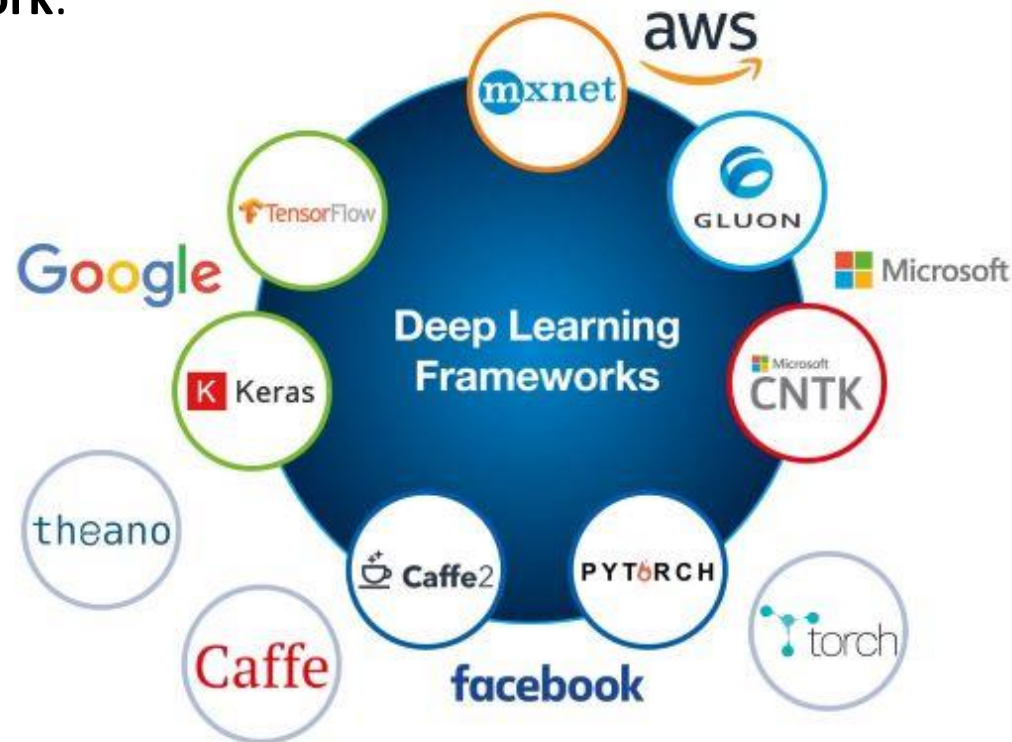 ork.
aws
mxnet
TensorFlow
GLUON
Google
Microsoft
Deep Learning
Frameworks
Microsoft
CNTK
K Keras
theano
Caffe2
PYTORCH
torch
Caffe
facebook